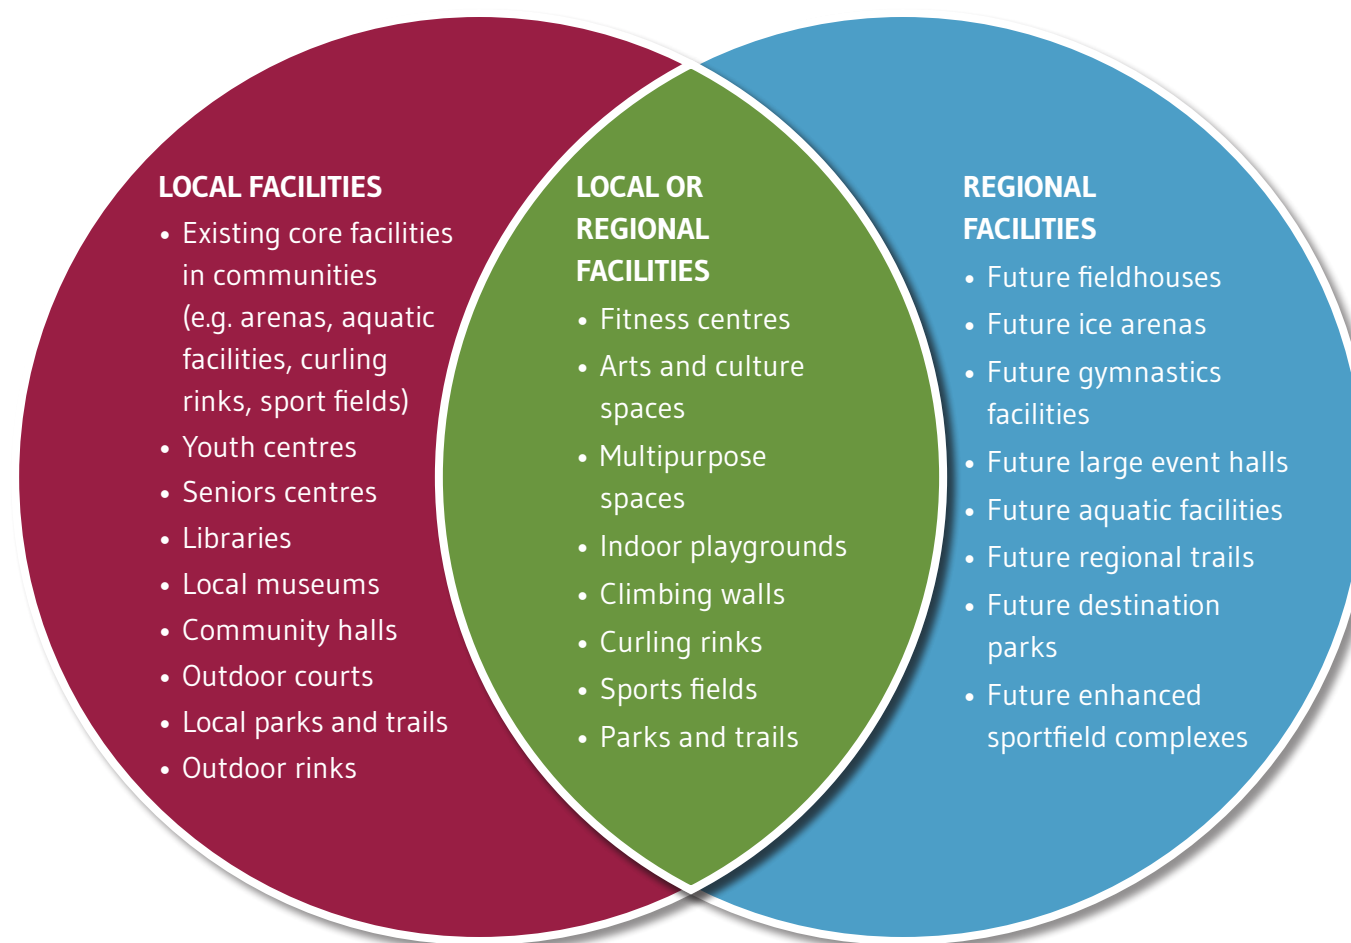 LOCAL FACILITIES
• Existing core facilities
in communities
(e.g. arenas, aquatic
facilities, curling
rinks, sport fields)
• Youth centres
• Seniors centres
• Libraries
• Local museums
• Community halls
• Outdoor courts
• Local parks and trails
• Outdoor rinks
LOCAL OR
REGIONAL
FACILITIES
• Fitness centres
• Arts and culture
spaces
• Multipurpose
spaces
• Indoor playgrounds
• Climbing walls
• Curling rinks
• Sports fields
• Parks and trails
REGIONAL
FACILITIES
• Future fieldhouses
• Future ice arenas
• Future gymnastics
facilities
• Future large event halls
• Future aquatic facilities
• Future regional trails
• Future destination
parks
• Future enhanced
sportfield complexes